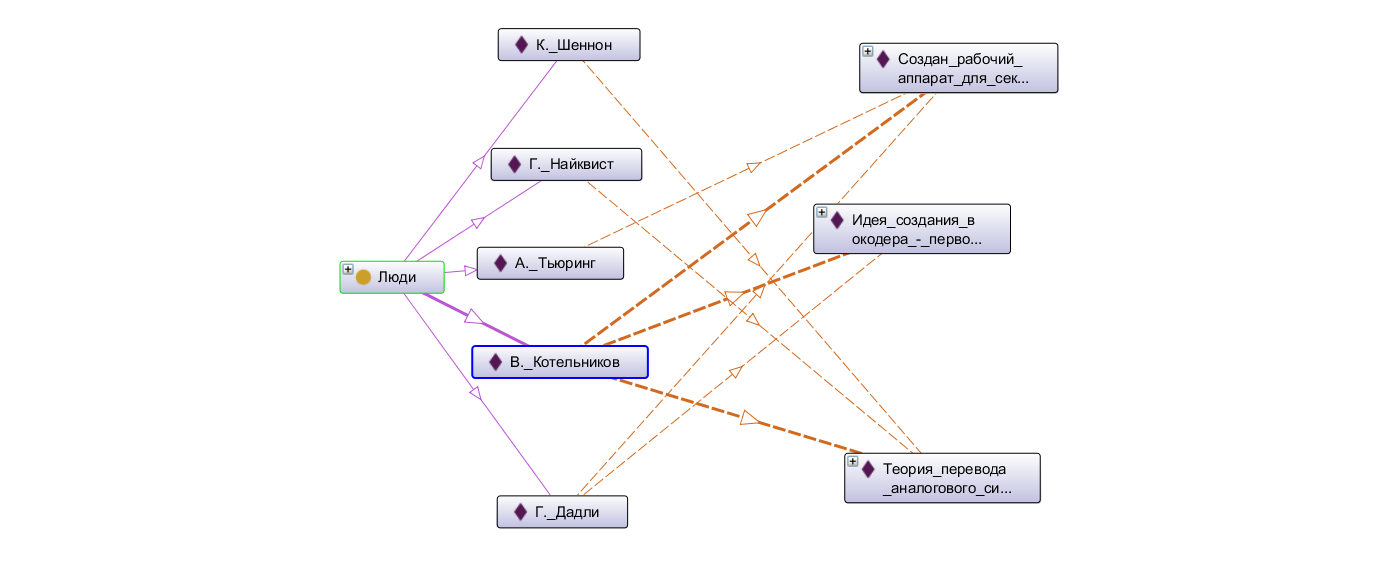 К._Шеннон
Создан_рабочий_
аппарат_для_сек...
Г._Найквист
Идея_создания_в
окодера_-_перво...
А._Тьюринг
Люди
В._Котельников
Теория_перевода
_аналогового_си...
Г._Дадли